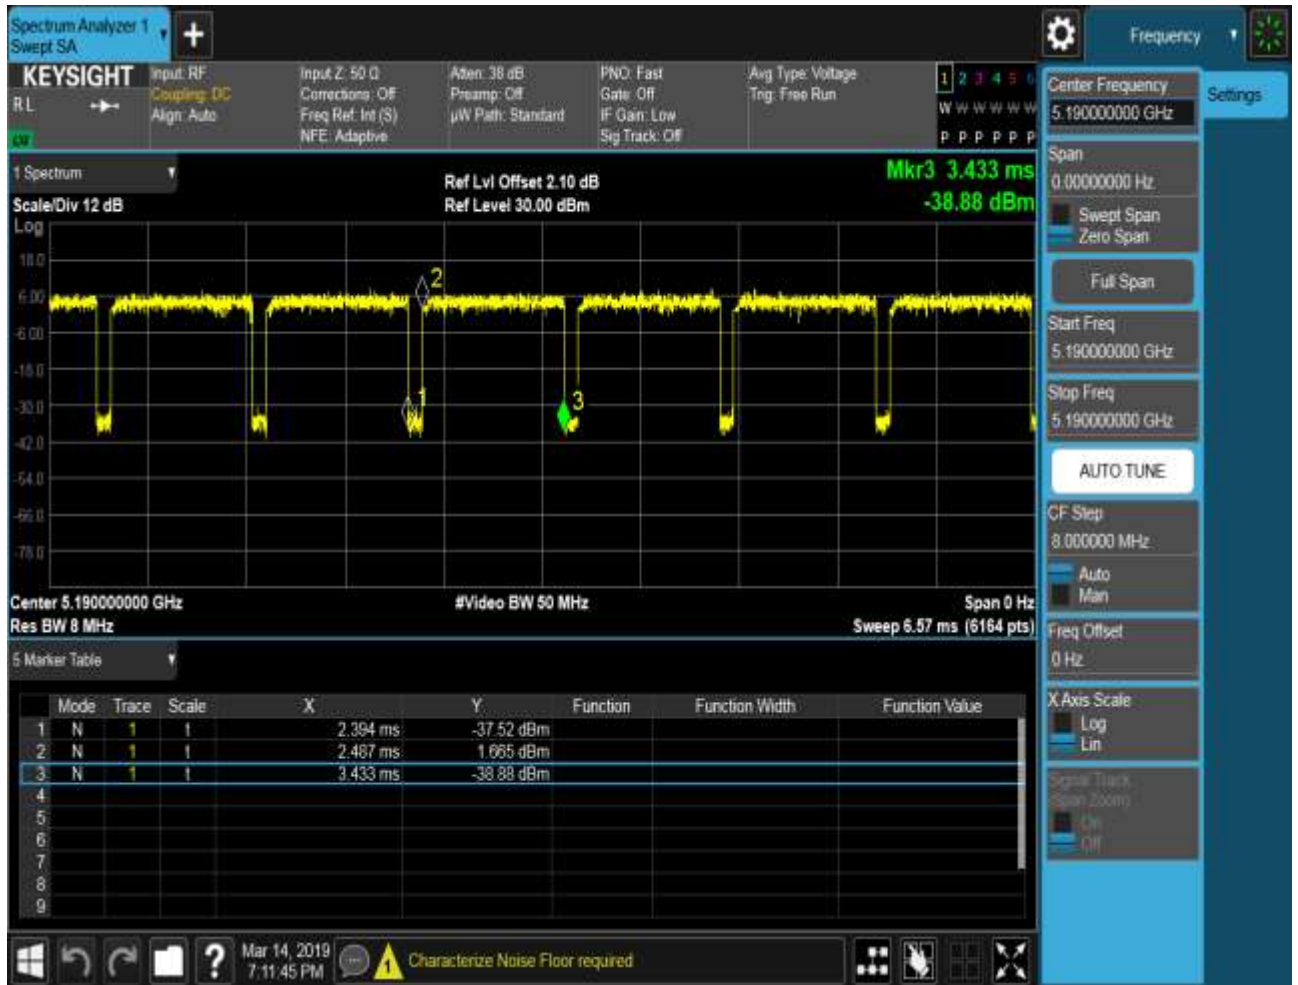 Spectrum Analyzer 1
Swept SA
Frequency
KEYSIGHT
RL
Input: RF
Coupling: DC
Align: Auto
Input Z: 50 Ω
Corrections: Off
Freq Ref: Int (S)
NFE: Adaptive
Atten: 38 dB
Preamp: Off
µW Path: Standard
PNO: Fast
Gate: Off
IF Gain: Low
Sig Track: Off
Avg Type: Voltage
Trig: Free Run
1 2 3 4 5 6
W W W W W W
P P P P P P
1 Spectrum
Scale/Div 12 dB
Ref Lvl Offset 2.10 dB
Ref Level 30.00 dBm
Mkr3 3.433 ms
-38.88 dBm
Log
18.0
6.00
-6.00
-18.0
-30.0
-42.0
-54.0
-66.0
-78.0
2
1
3
Center 5.190000000 GHz
Res BW 8 MHz
#Video BW 50 MHz
Span 0 Hz
Sweep 6.57 ms (6164 pts)
5 Marker Table
Mode Trace Scale X Y Function Function Width Function Value
1 N 1 t 2.394 ms -37.52 dBm
2 N 1 t 2.487 ms 1.665 dBm
3 N 1 t 3.433 ms -38.88 dBm
4
5
6
7
8
9
Mar 14, 2019
7:11:45 PM
?
1
Characterize Noise Floor required
Settings
Center Frequency
5.190000000 GHz
Span
0.00000000 Hz
Swept Span
Zero Span
Full Span
Start Freq
5.190000000 GHz
Stop Freq
5.190000000 GHz
AUTO TUNE
CF Step
8.000000 MHz
Auto
Man
Freq Offset
0 Hz
X Axis Scale
Log
Lin
Signal Track
(Span Zoom)
On
Off